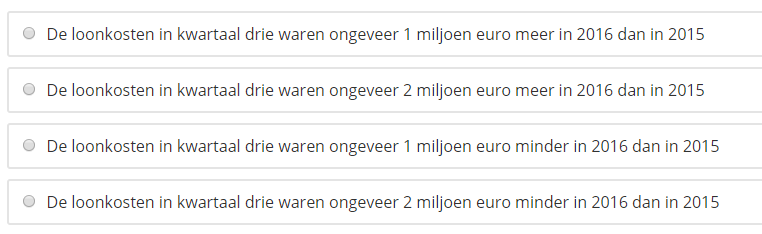 De loonkosten in kwartaal drie waren ongeveer 1 miljoen euro meer in 2016 dan in 2015
De loonkosten in kwartaal drie waren ongeveer 2 miljoen euro meer in 2016 dan in 2015
De loonkosten in kwartaal drie waren ongeveer 1 miljoen euro minder in 2016 dan in 2015
De loonkosten in kwartaal drie waren ongeveer 2 miljoen euro minder in 2016 dan in 2015